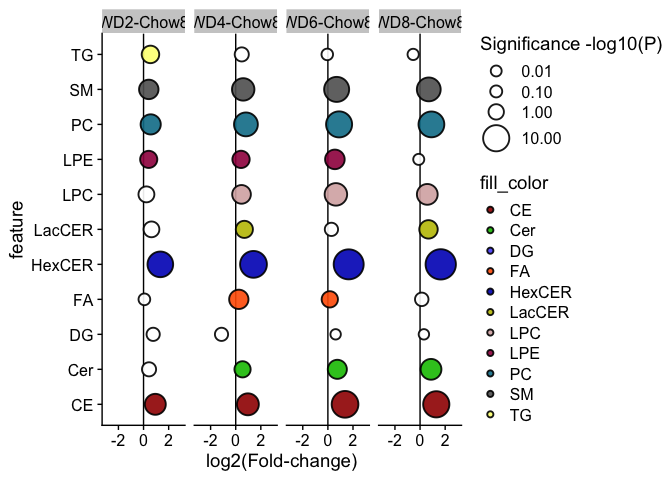 WD2-Chow8 WD4-Chow8 WD6-Chow8 WD8-Chow8
TG
SM
PC
LPE
LPC
LacCER
HexCER
FA
DG
Cer
CE
feature
-2 0 2 -2 0 2 -2 0 2 -2 0 2
log2(Fold-change)
Significance -log10(P)
0.01
0.10
1.00
10.00
fill_color
CE
Cer
DG
FA
HexCER
LacCER
LPC
LPE
PC
SM
TG